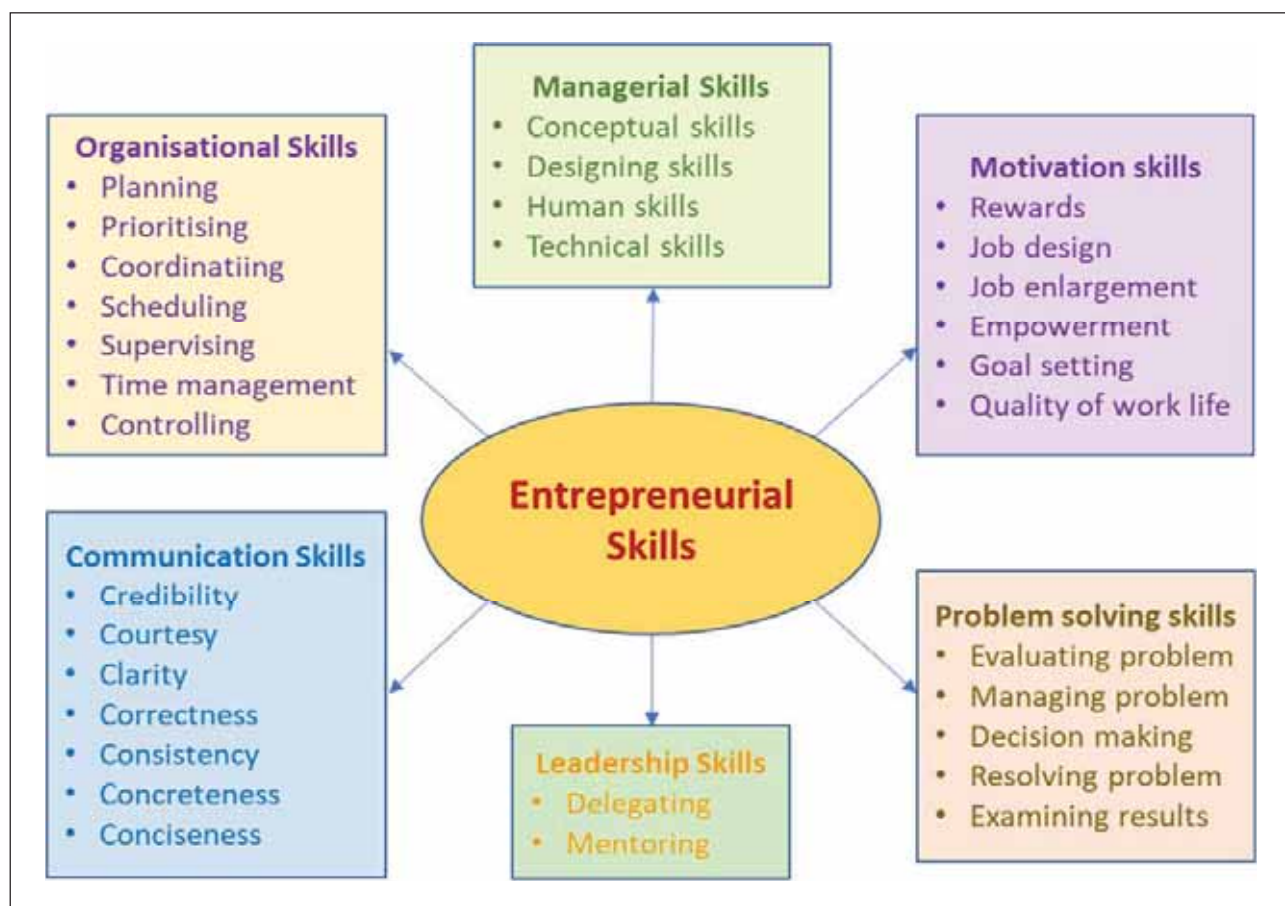 Managerial Skills
• Conceptual skills
• Designing skills
• Human skills
• Technical skills
Organisational Skills
• Planning
• Prioritising
• Coordinatiing
• Scheduling
• Supervising
• Time management
• Controlling
Motivation skills
• Rewards
• Job design
• Job enlargement
• Empowerment
• Goal setting
• Quality of work life
Entrepreneurial
Skills
Communication Skills
• Credibility
• Courtesy
• Clarity
• Correctness
• Consistency
• Concreteness
• Conciseness
Leadership Skills
• Delegating
• Mentoring
Problem solving skills
• Evaluating problem
• Managing problem
• Decision making
• Resolving problem
• Examining results